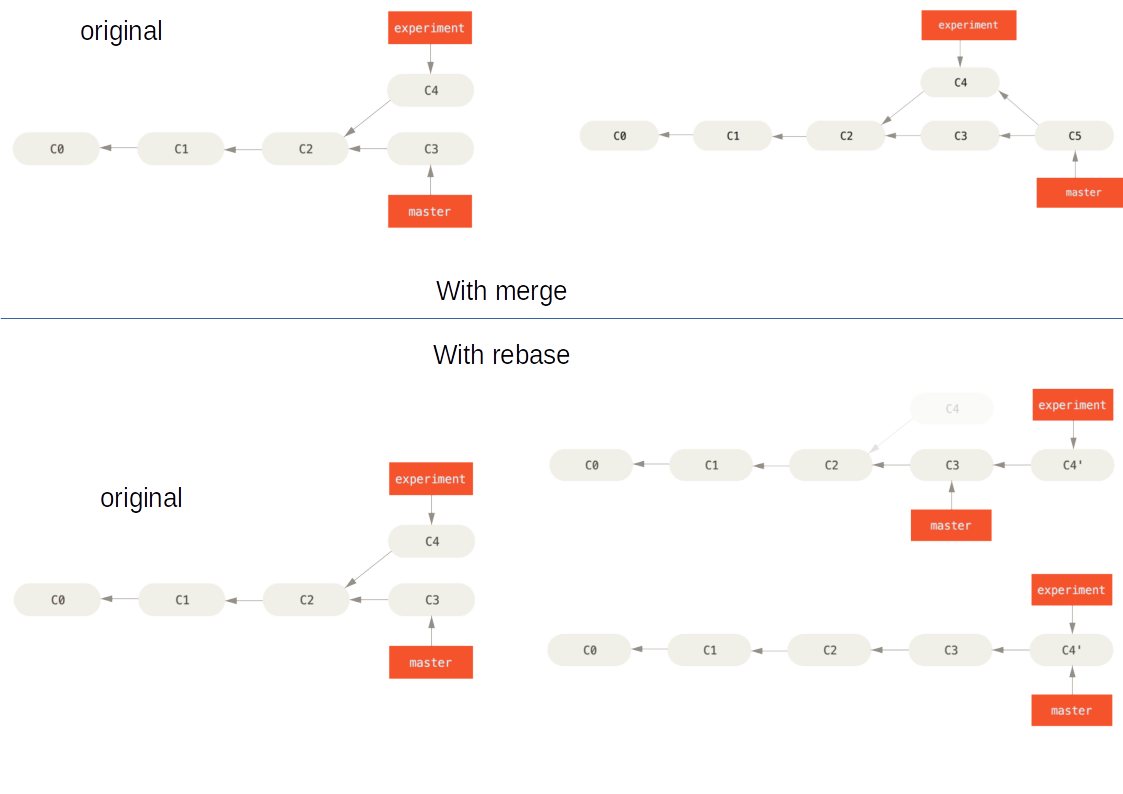 original
experiment
C4
C0 C1 C2 C3
master
experiment
C4
C0 C1 C2 C3 C5
master
With merge
With rebase
original
experiment
C4
C0 C1 C2 C3
master
C4
experiment
C0 C1 C2 C3 C4'
master
experiment
C0 C1 C2 C3 C4'
master